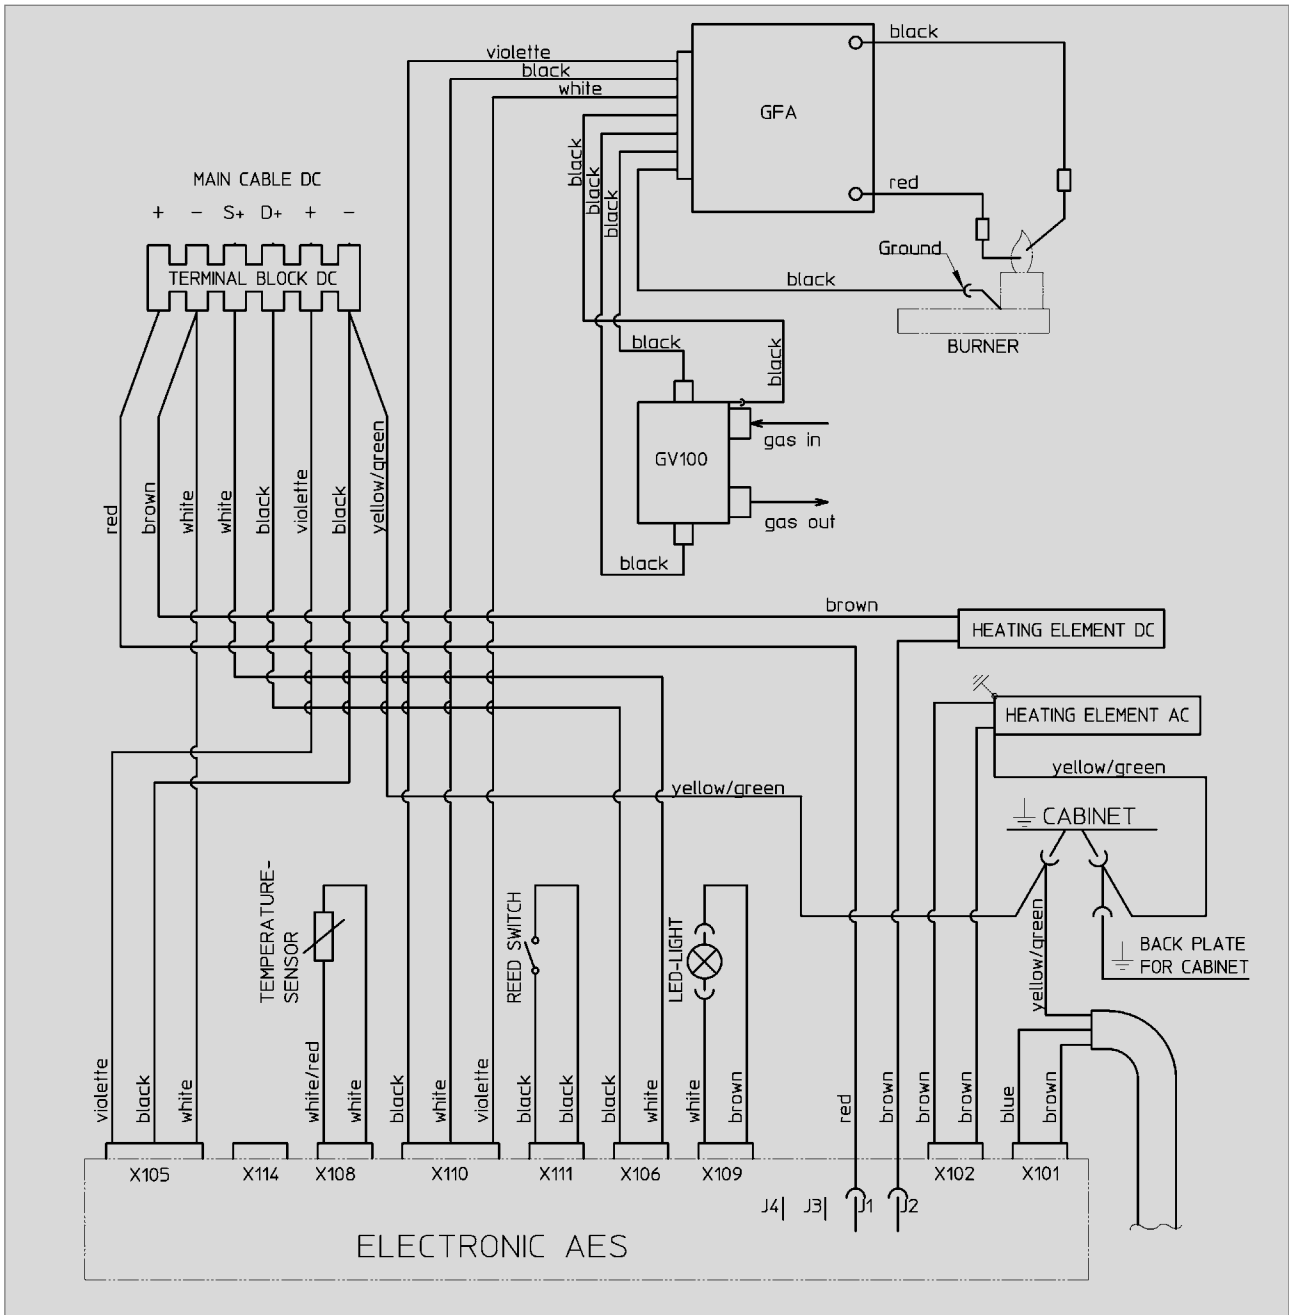 violette
black
white
black
GFA
black
black
black
red
MAIN CABLE DC
+ - S+ D+ + -
TERMINAL BLOCK DC
Ground
black
BURNER
black
black
gas in
GV100
gas out
black
red
brown
white
white
black
violette
black
yellow/green
brown
HEATING ELEMENT DC
HEATING ELEMENT AC
yellow/green
yellow/green
CABINET
TEMPERATURE-
SENSOR
REED SWITCH
LED-LIGHT
yellow/green
BACK PLATE
FOR CABINET
violette
black
white
white/red
white
black
white
violette
black
black
black
white
white
brown
red
brown
brown
brown
blue
brown
X105
X114
X108
X110
X111
X106
X109
X102
X101
J4
J3
J1
J2
ELECTRONIC AES